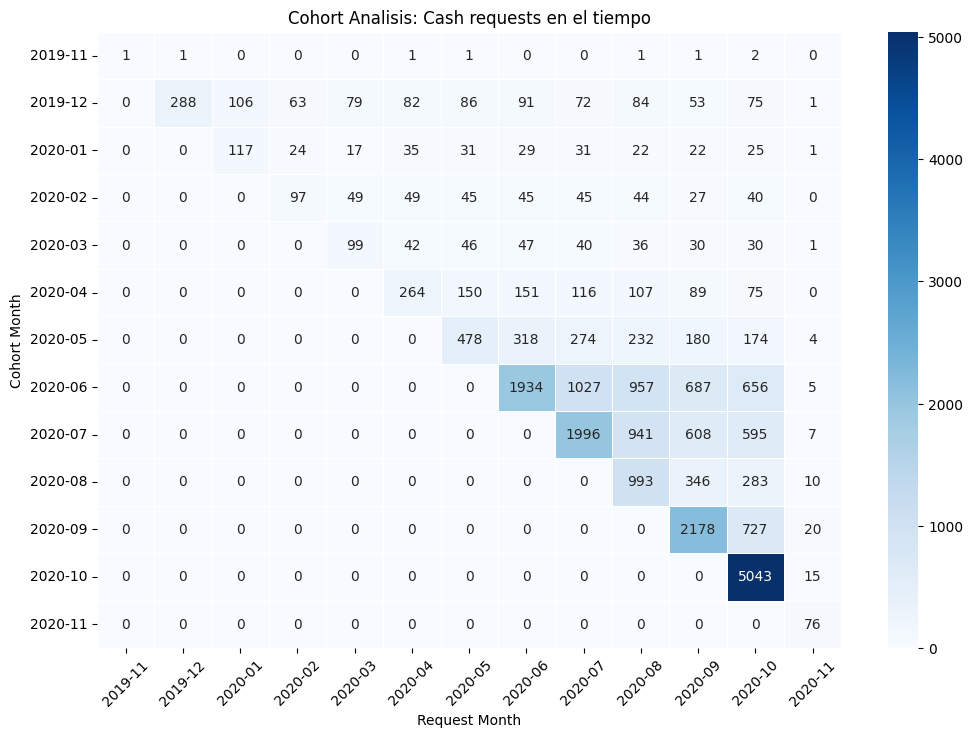 Cohort Analisis: Cash requests en el tiempo
Cohort Month
2019-11 1 1 0 0 0 1 1 0 0 1 1 2 0
2019-12 0 288 106 63 79 82 86 91 72 84 53 75 1
2020-01 0 0 117 24 17 35 31 29 31 22 22 25 1
2020-02 0 0 0 97 49 49 45 45 45 44 27 40 0
2020-03 0 0 0 0 99 42 46 47 40 36 30 30 1
2020-04 0 0 0 0 0 264 150 151 116 107 89 75 0
2020-05 0 0 0 0 0 0 478 318 274 232 180 174 4
2020-06 0 0 0 0 0 0 0 1934 1027 957 687 656 5
2020-07 0 0 0 0 0 0 0 0 1996 941 608 595 7
2020-08 0 0 0 0 0 0 0 0 0 993 346 283 10
2020-09 0 0 0 0 0 0 0 0 0 0 2178 727 20
2020-10 0 0 0 0 0 0 0 0 0 0 0 5043 15
2020-11 0 0 0 0 0 0 0 0 0 0 0 0 76
2019-11 2019-12 2020-01 2020-02 2020-03 2020-04 2020-05 2020-06 2020-07 2020-08 2020-09 2020-10 2020-11
Request Month
5000
4000
3000
2000
1000
0